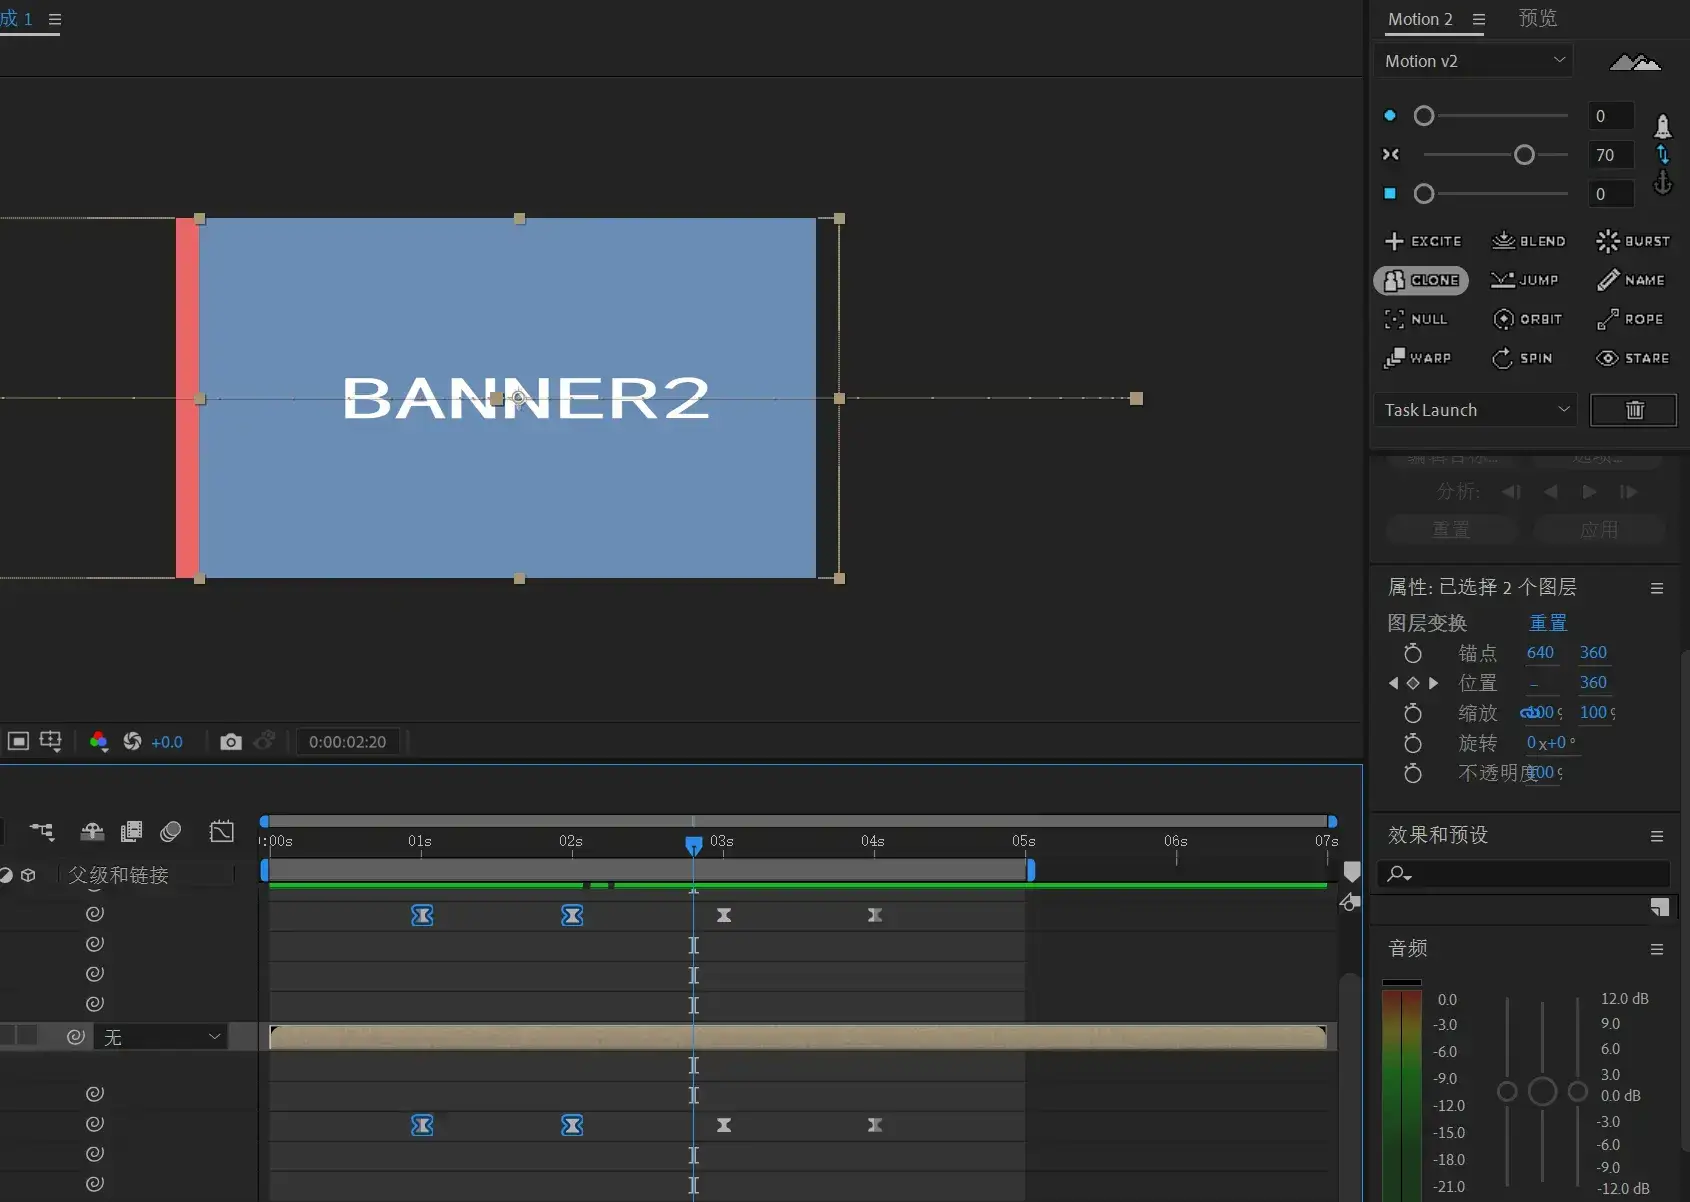 成 1
Motion 2
预览
Motion v2
0
70
0
EXCITE
BLEND
BURST
CLONE
JUMP
NAME
NULL
ORBIT
ROPE
WARP
SPIN
STARE
Task Launch
BANNER2
分析:
重置
应用
属性: 已选择 2 个图层
图层变换
重置
锚点
640
360
位置
–
360
缩放
100
100
旋转
0x+0°
不透明度
100
+0.0
0:00:02:20
效果和预设
:00s
01s
02s
03s
04s
05s
06s
07s
父级和链接
无
音频
0.0
-3.0
-6.0
-9.0
-12.0
-15.0
-18.0
-21.0
12.0 dB
9.0
6.0
3.0
0.0 dB
-3.0
-6.0
-9.0
-12.0 dB